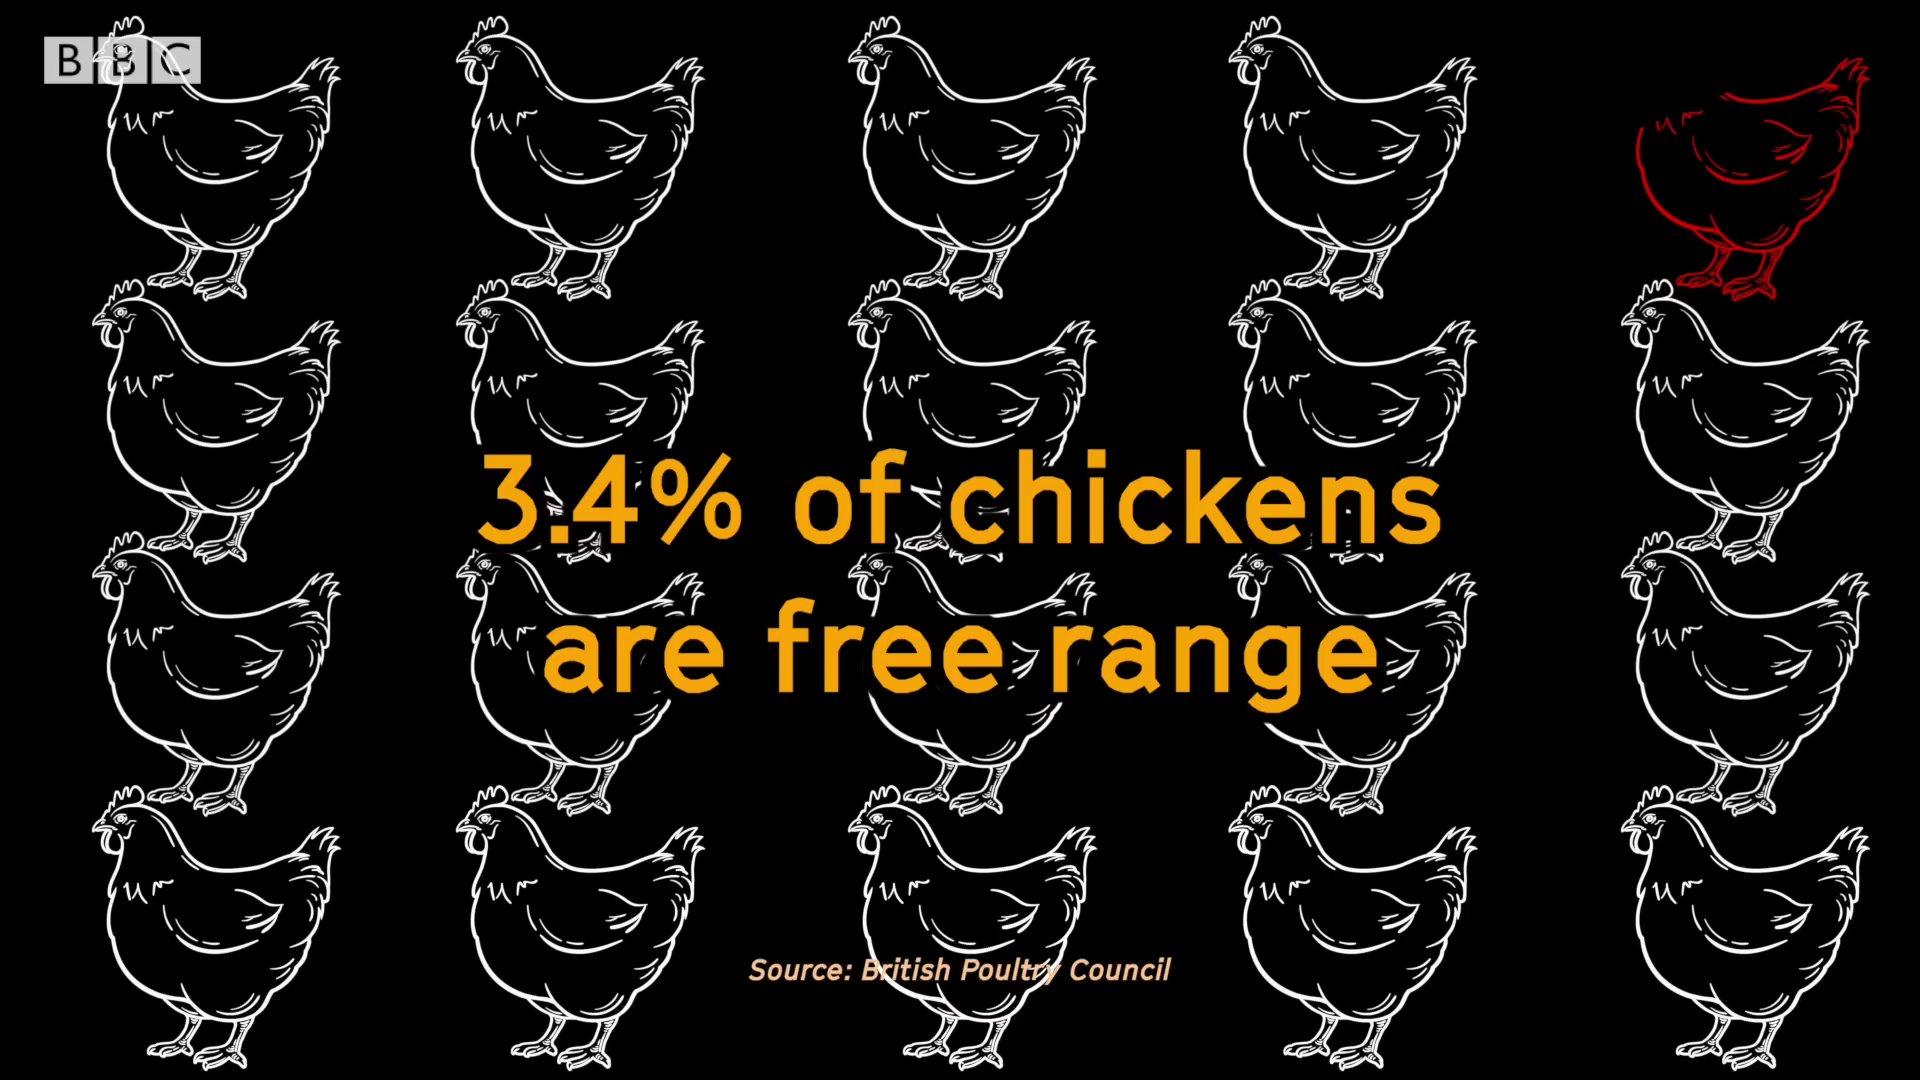 BBC
3.4% of chickens
are free range
Source: British Poultry Council